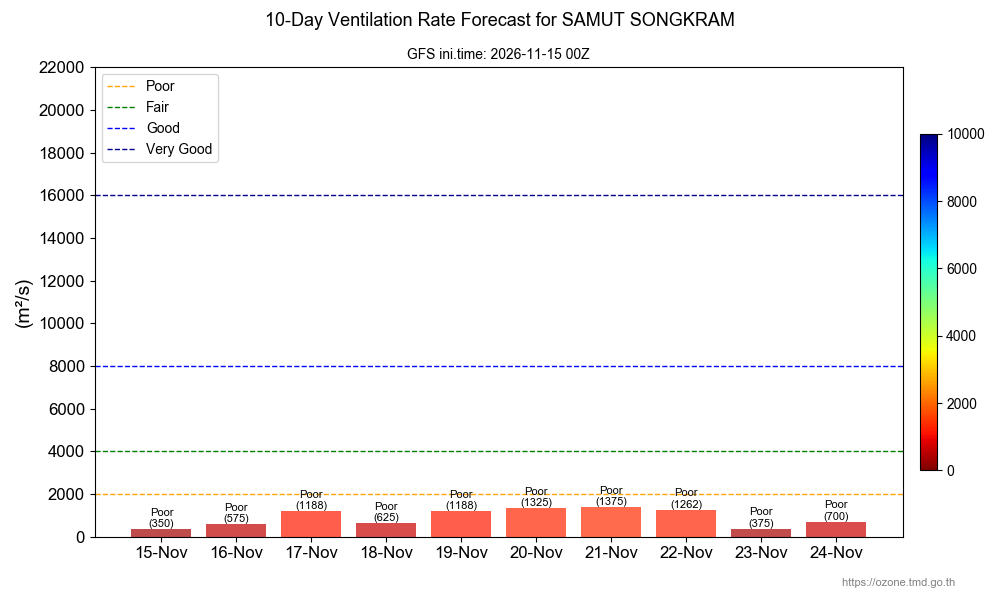 10-Day Ventilation Rate Forecast for SAMUT SONGKRAM
GFS ini.time: 2026-11-15 00Z
(m²/s)
22000
20000
18000
16000
14000
12000
10000
8000
6000
4000
2000
0
Poor
Fair
Good
Very Good
Poor
(350)
Poor
(575)
Poor
(1188)
Poor
(625)
Poor
(1188)
Poor
(1325)
Poor
(1375)
Poor
(1262)
Poor
(375)
Poor
(700)
15-Nov 16-Nov 17-Nov 18-Nov 19-Nov 20-Nov 21-Nov 22-Nov 23-Nov 24-Nov
10000
8000
6000
4000
2000
0
https://ozone.tmd.go.th